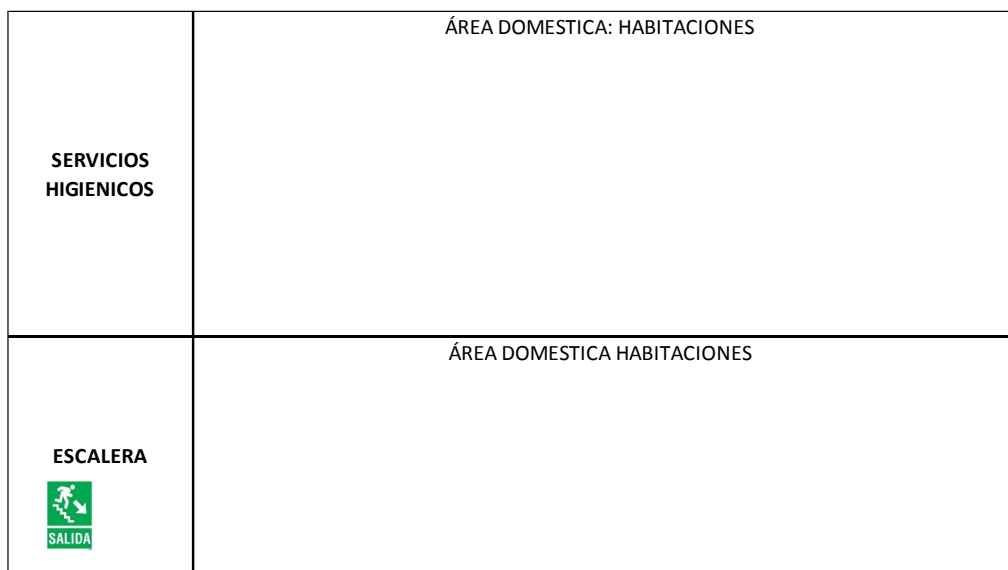 ÁREA DOMESTICA: HABITACIONES
SERVICIOS
HIGIENICOS
ÁREA DOMESTICA HABITACIONES
ESCALERA
SALIDA